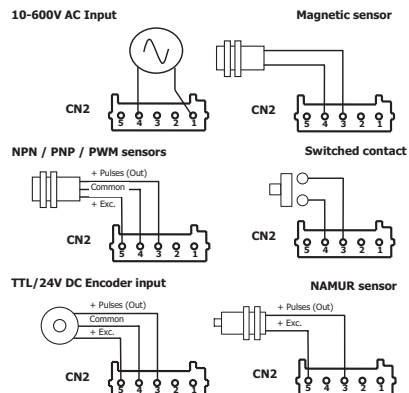 10-600V AC Input
Magnetic sensor
CN2
5 4 3 2 1
CN2
5 4 3 2 1
NPN / PNP / PWM sensors
Switched contact
+ Pulses (Out)
Common
+ Exc.
CN2
5 4 3 2 1
CN2
5 4 3 2 1
TTL/24V DC Encoder input
NAMUR sensor
+ Pulses (Out)
Common
+ Exc.
CN2
5 4 3 2 1
+ Pulses (Out)
+ Exc.
CN2
5 4 3 2 1